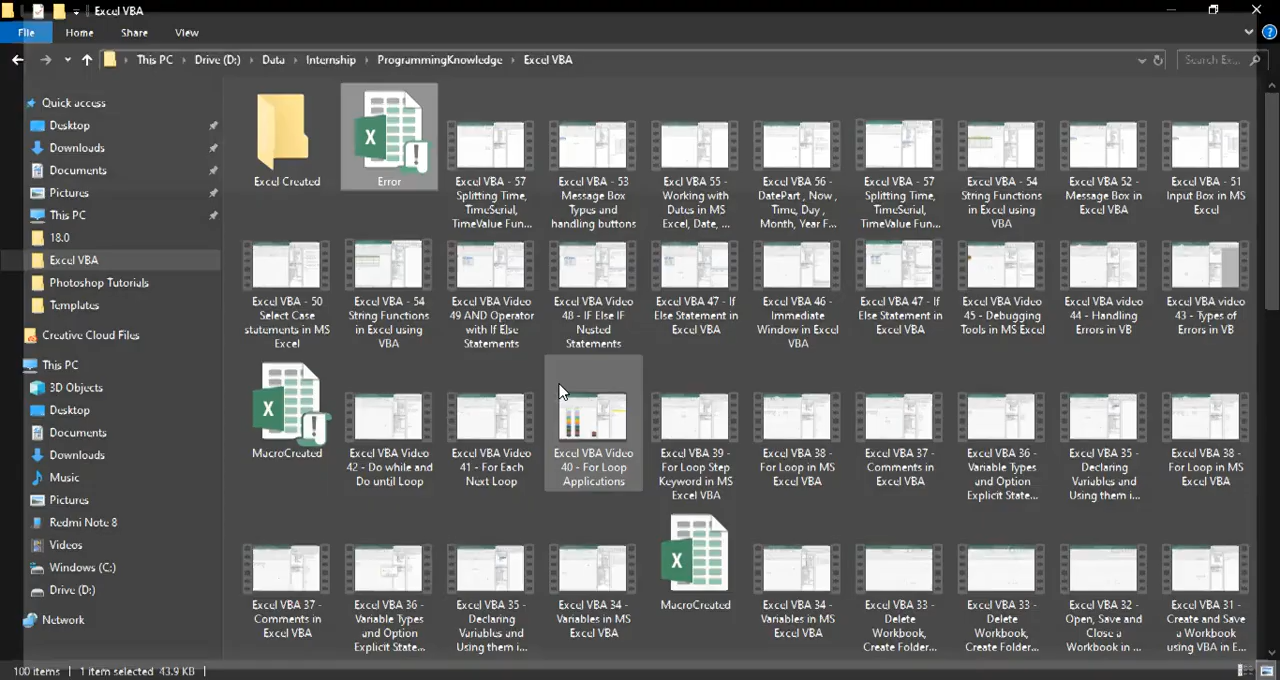 Excel VBA
File Home Share View
This PC Drive (D:) Data Internship ProgrammingKnowledge Excel VBA
Search Ex...
Quick access
Desktop
Downloads
Documents
Pictures
This PC
18.0
Excel VBA
Photoshop Tutorials
Templates
Creative Cloud Files
This PC
3D Objects
Desktop
Documents
Downloads
Music
Pictures
Redmi Note 8
Videos
Windows (C:)
Drive (D:)
Network
Excel Created
Error
Excel VBA - 57
Splitting Time,
TimeSerial,
TimeValue Fun...
Excel VBA - 53
Message Box
Types and
handling buttons
Excl VBA 55 -
Working with
Dates in MS
Excel, Date, ...
Excel VBA 56 -
DatePart , Now ,
Time, Day ,
Month, Year F...
Excel VBA - 57
Splitting Time,
TimeSerial,
TimeValue Fun...
Excel VBA - 54
String Functions
in Excel using
VBA
Excel VBA 52 -
Message Box in
Excel VBA
Excel VBA - 51
Input Box in MS
Excel
Excel VBA - 50
Select Case
statements in MS
Excel
Excel VBA - 54
String Functions
in Excel using
VBA
Excel VBA Video
49 AND Operator
with If Else
Statements
Excel VBA Video
48 - IF Else IF
Nested
Statements
Excel VBA 47 - If
Else Statement in
Excel VBA
Excel VBA 46 -
Immediate
Window in Excel
VBA
Excel VBA 47 - If
Else Statement in
Excel VBA
Excel VBA Video
45 - Debugging
Tools in MS Excel
Excel VBA video
44 - Handling
Errors in VB
Excel VBA video
43 - Types of
Errors in VB
MacroCreated
Excel VBA Video
42 - Do while and
Do until Loop
Excel VBA Video
41 - For Each
Next Loop
Excel VBA Video
40 - For Loop
Applications
Excel VBA 39 -
For Loop Step
Keyword in MS
Excel VBA
Excel VBA 38 -
For Loop in MS
Excel VBA
Excel VBA 37 -
Comments in
Excel VBA
Excel VBA 36 -
Variable Types
and Option
Explicit State...
Excel VBA 35 -
Declaring
Variables and
Using them i...
Excel VBA 38 -
For Loop in MS
Excel VBA
Excel VBA 37 -
Comments in
Excel VBA
Excel VBA 36 -
Variable Types
and Option
Explicit State...
Excel VBA 35 -
Declaring
Variables and
Using them i...
Excel VBA 34 -
Variables in MS
Excel VBA
MacroCreated
Excel VBA 34 -
Variables in MS
Excel VBA
Excel VBA 33 -
Delete
Workbook,
Create Folder...
Excel VBA 33 -
Delete
Workbook,
Create Folder...
Excel VBA 32 -
Open, Save and
Close a
Workbook in ...
Excel VBA 31 -
Create and Save
a Workbook
using VBA in E...
100 items 1 item selected 43.9 KB